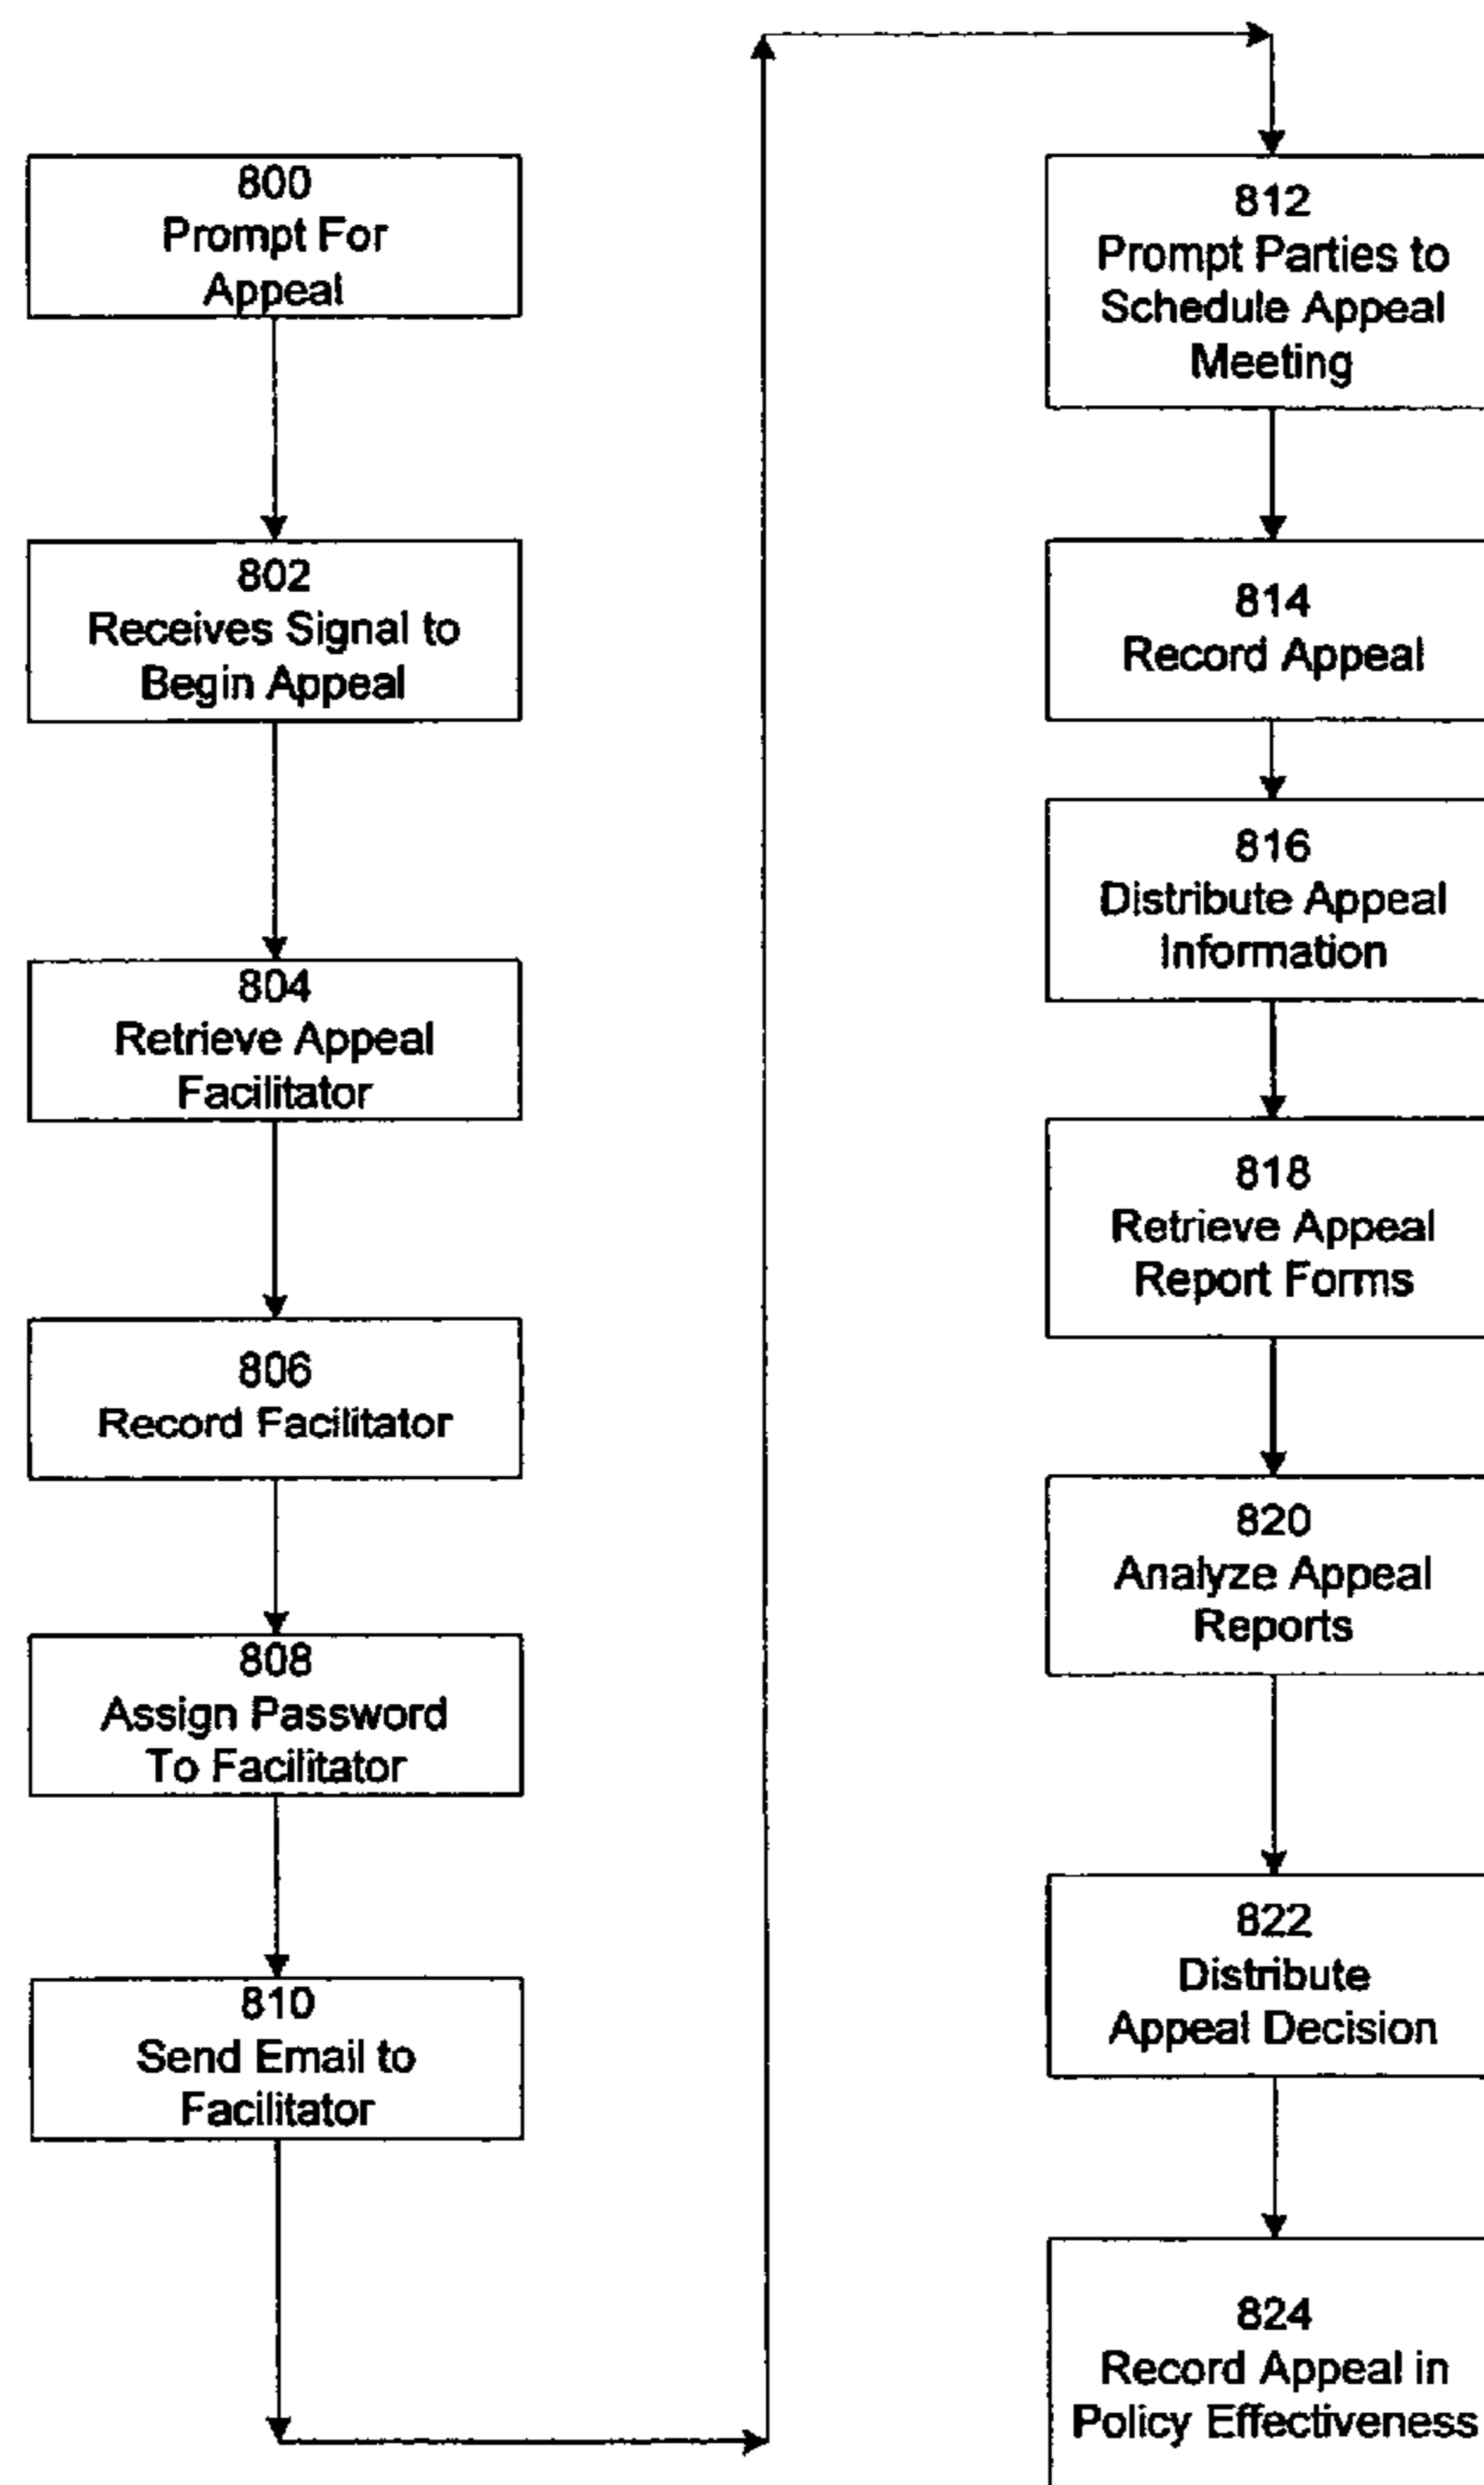 800
Prompt For
Appeal
802
Receives Signal to
Begin Appeal
804
Retrieve Appeal
Facilitator
806
Record Facilitator
808
Assign Password
To Facilitator
810
Send Email to
Facilitator
812
Prompt Parties to
Schedule Appeal
Meeting
814
Record Appeal
816
Distribute Appeal
Information
818
Retrieve Appeal
Report Forms
820
Analyze Appeal
Reports
822
Distribute
Appeal Decision
824
Record Appeal in
Policy Effectiveness